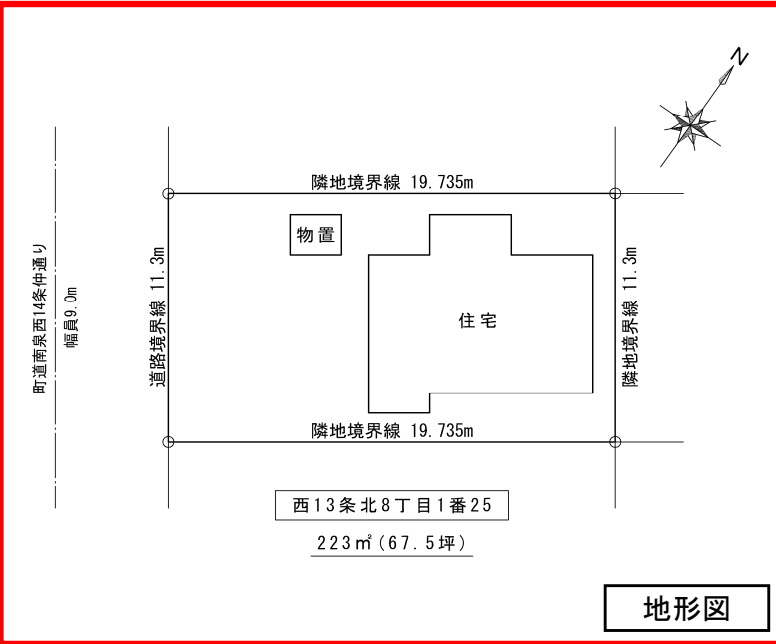 N
隣地境界線 19.735m
物置
町道南泉西14条仲通り
幅員9.0m
道路境界線 11.3m
住宅
隣地境界線 11.3m
隣地境界線 19.735m
西13条北8丁目1番25
223㎡(67.5坪)
地形図